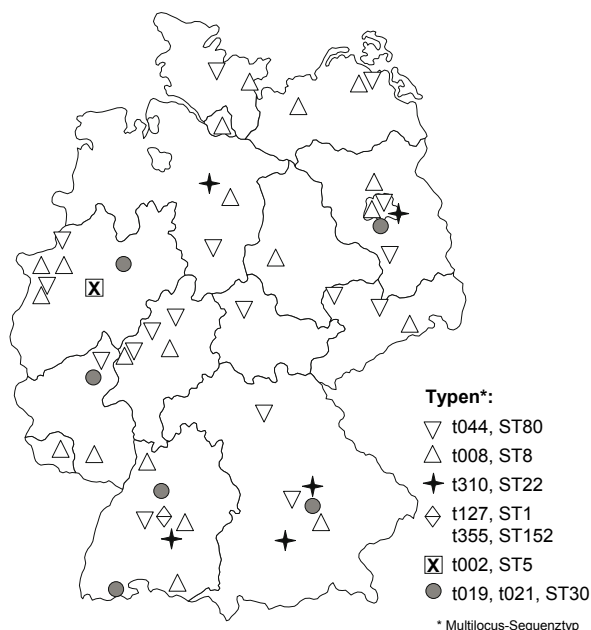 Typen*:
t044, ST80
t008, ST8
t310, ST22
t127, ST1
t355, ST152
X t002, ST5
t019, t021, ST30
* Multilocus-Sequenztyp
X